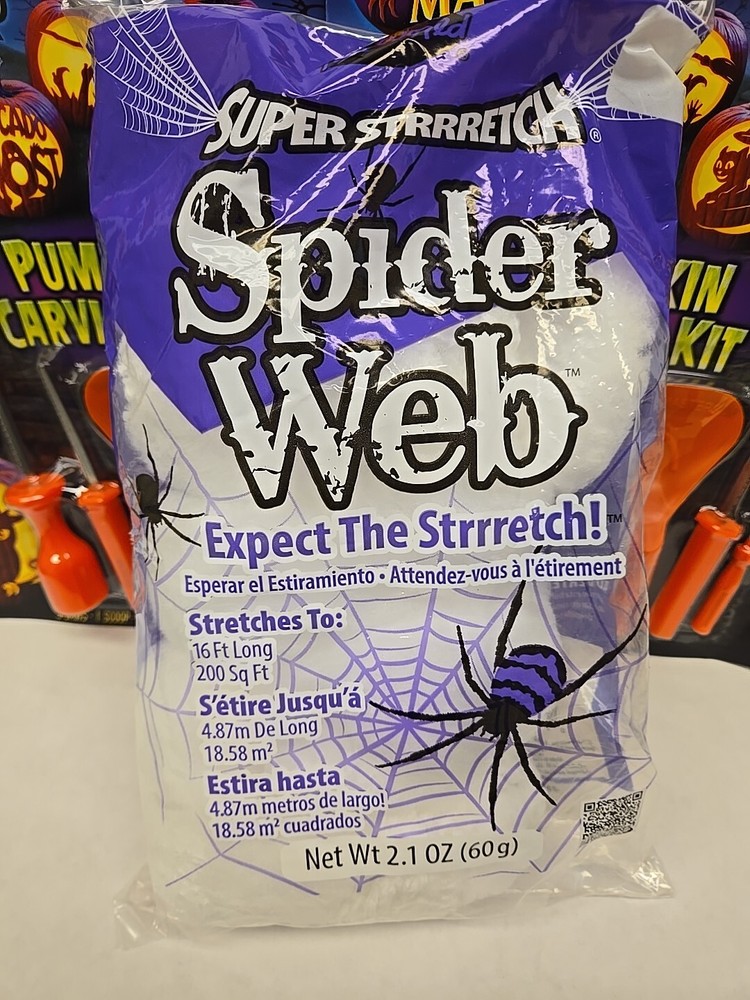 MA
SUPER STRRRETCH®
Spider
Web™
Expect The Strrretch!™
Esperar el Estiramiento • Attendez-vous à l'étirement
Stretches To:
16 Ft Long
200 Sq Ft
S'étire Jusqu'á
4.87m De Long
18.58 m²
Estira hasta
4.87m metros de largo!
18.58 m² cuadrados
Net Wt 2.1 OZ (60g)
PUM
CARVI
KIN
KIT